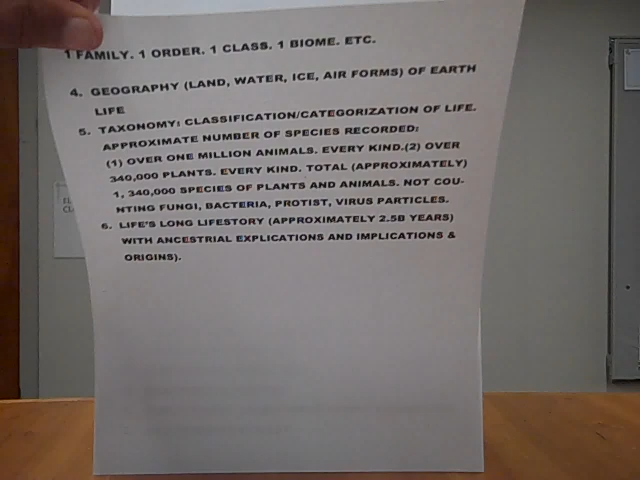 1 FAMILY. 1 ORDER. 1 CLASS. 1 BIOME. ETC.
4. GEOGRAPHY (LAND, WATER, ICE, AIR FORMS) OF EARTH
LIFE
5. TAXONOMY: CLASSIFICATION/CATEGORIZATION OF LIFE.
APPROXIMATE NUMBER OF SPECIES RECORDED:
(1) OVER ONE MILLION ANIMALS. EVERY KIND.(2) OVER
340,000 PLANTS. EVERY KIND. TOTAL (APPROXIMATELY)
1, 340,000 SPECIES OF PLANTS AND ANIMALS. NOT COU-
NTING FUNGI, BACTERIA, PROTIST, VIRUS PARTICLES.
6. LIFE'S LONG LIFESTORY (APPROXIMATELY 2.5B YEARS)
WITH ANCESTRIAL EXPLICATIONS AND IMPLICATIONS &
ORIGINS).